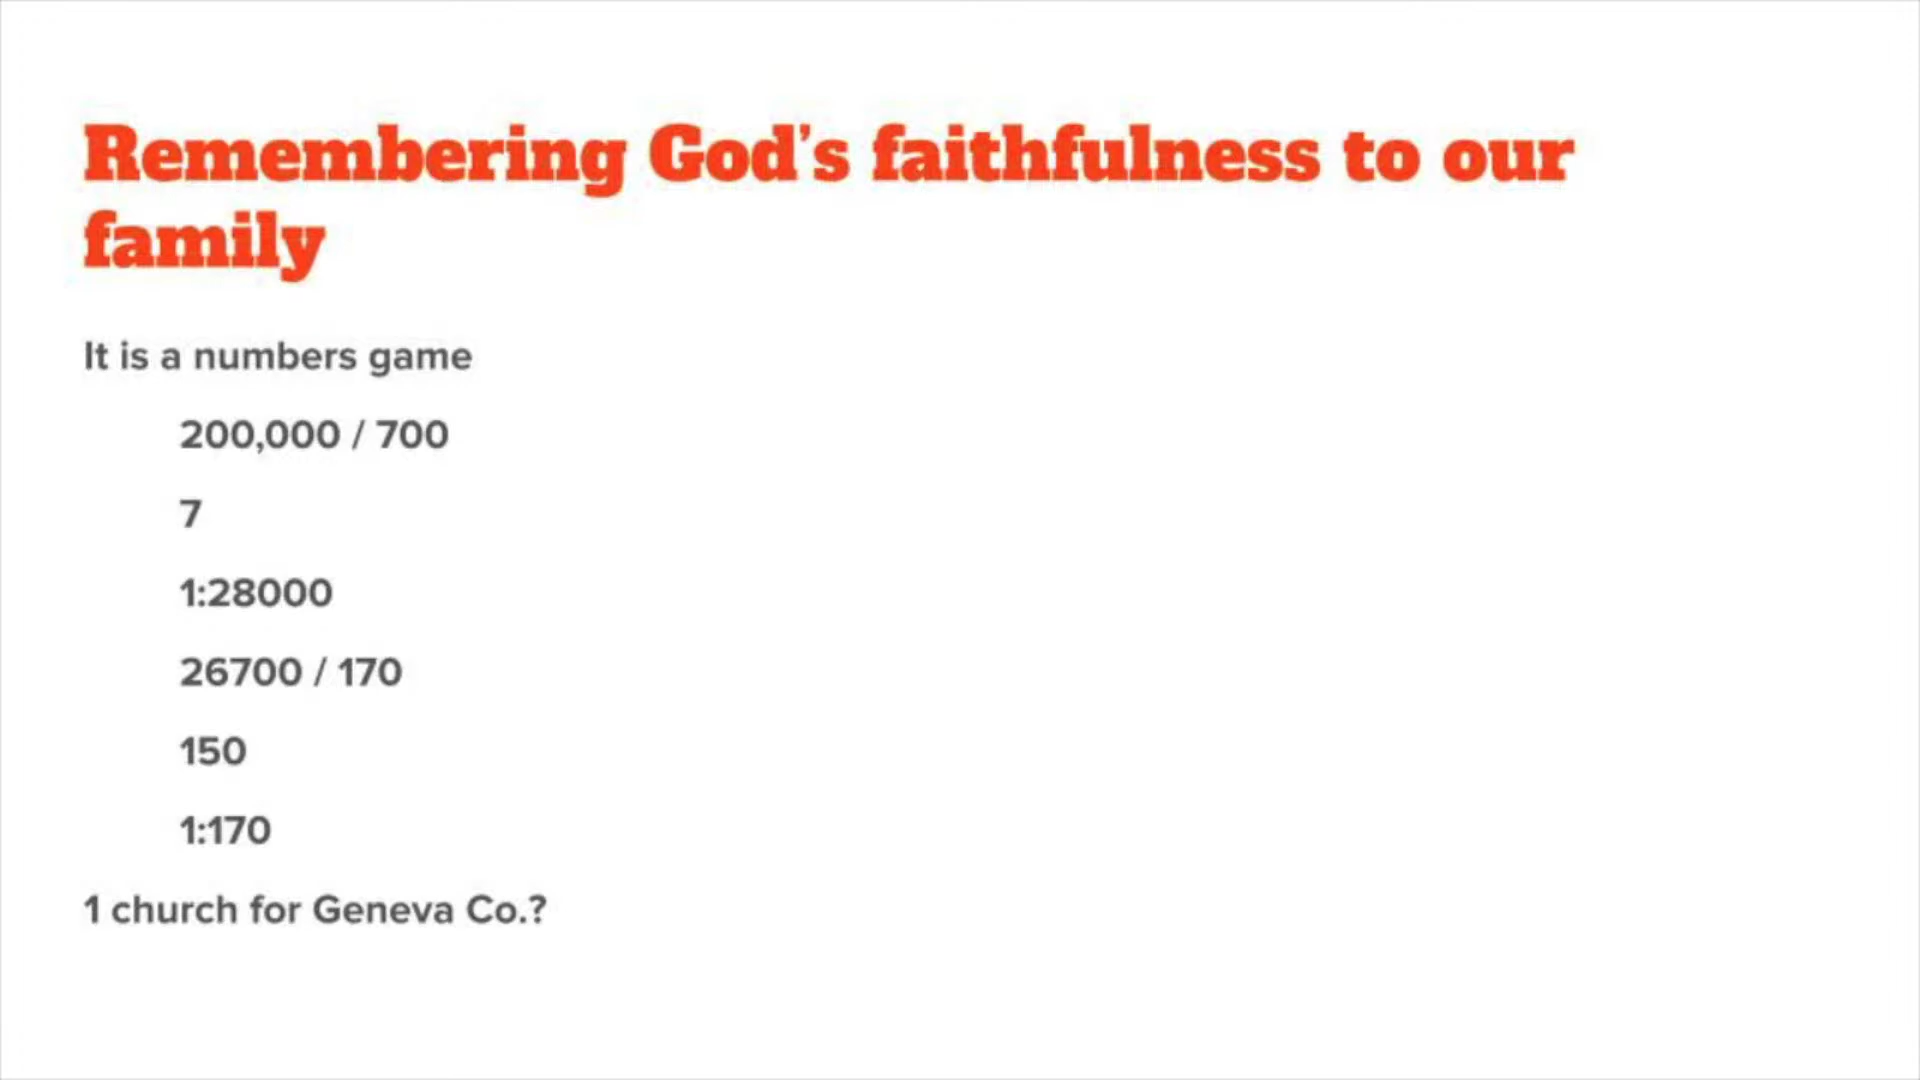 Remembering God's faithfulness to our
family
It is a numbers game
200,000 / 700
7
1:28000
26700 / 170
150
1:170
1 church for Geneva Co.?